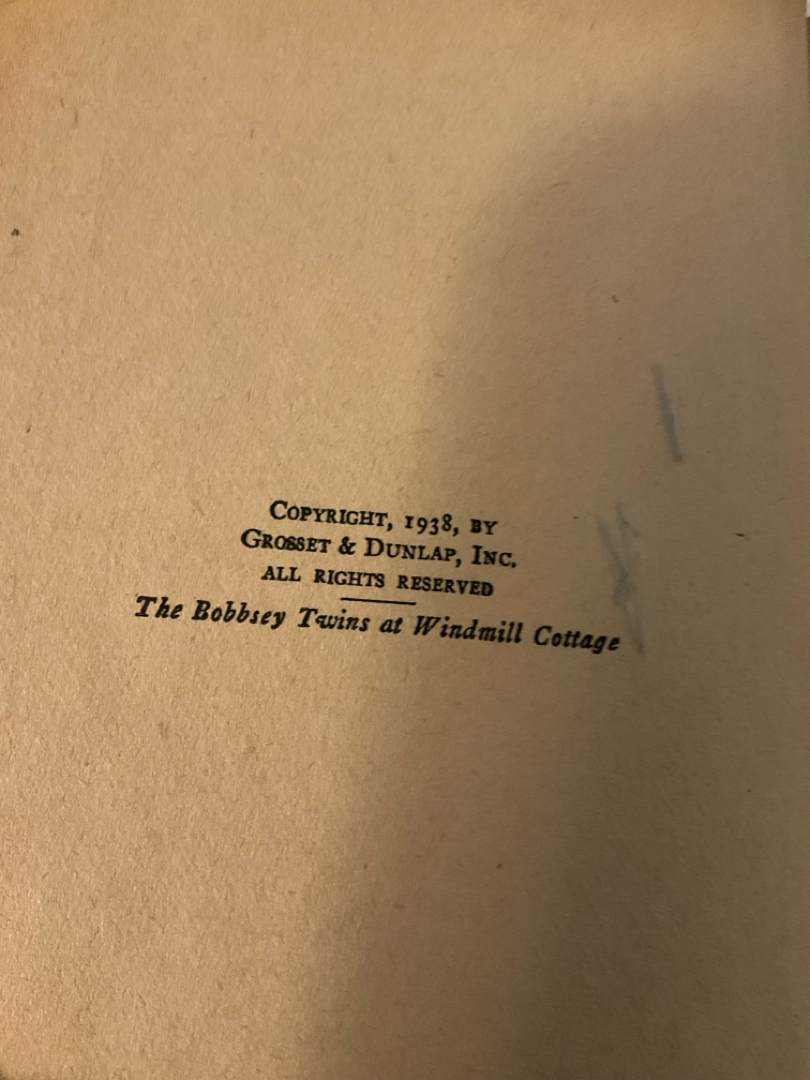 COPYRIGHT, 1938, BY
GROSSET & DUNLAP, INC.
ALL RIGHTS RESERVED
The Bobbsey Twins at Windmill Cottage